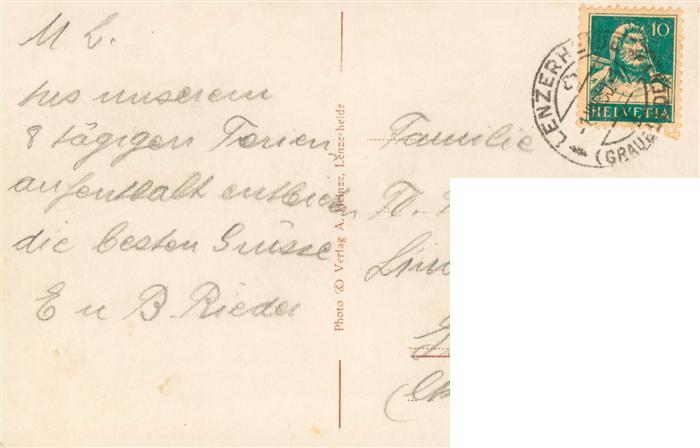 M L.
Aus unserem
8 tägigen Ferien
aufenthalt entbieten
die besten Grüsse
E u B. Rieder
Photo & Verlag A. Heinze, Lenzerheide
Familie
10
HELVETIA
LENZERH
(GRAUB